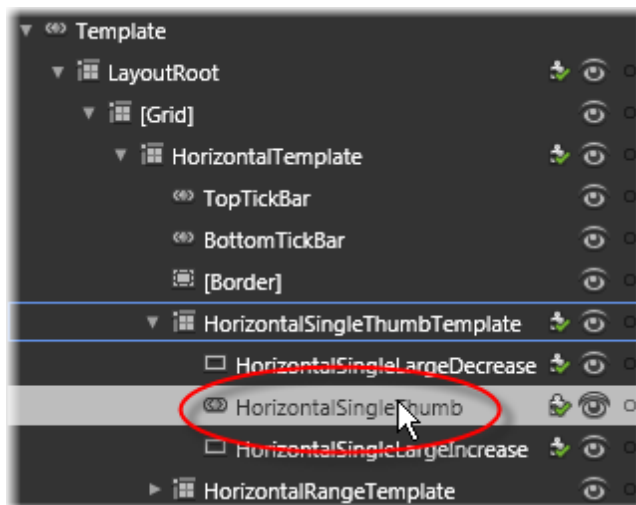 Template
LayoutRoot
[Grid]
HorizontalTemplate
TopTickBar
BottomTickBar
[Border]
HorizontalSingleThumbTemplate
HorizontalSingleLargeDecrease
HorizontalSingleThumb
HorizontalSingleLargeIncrease
HorizontalRangeTemplate